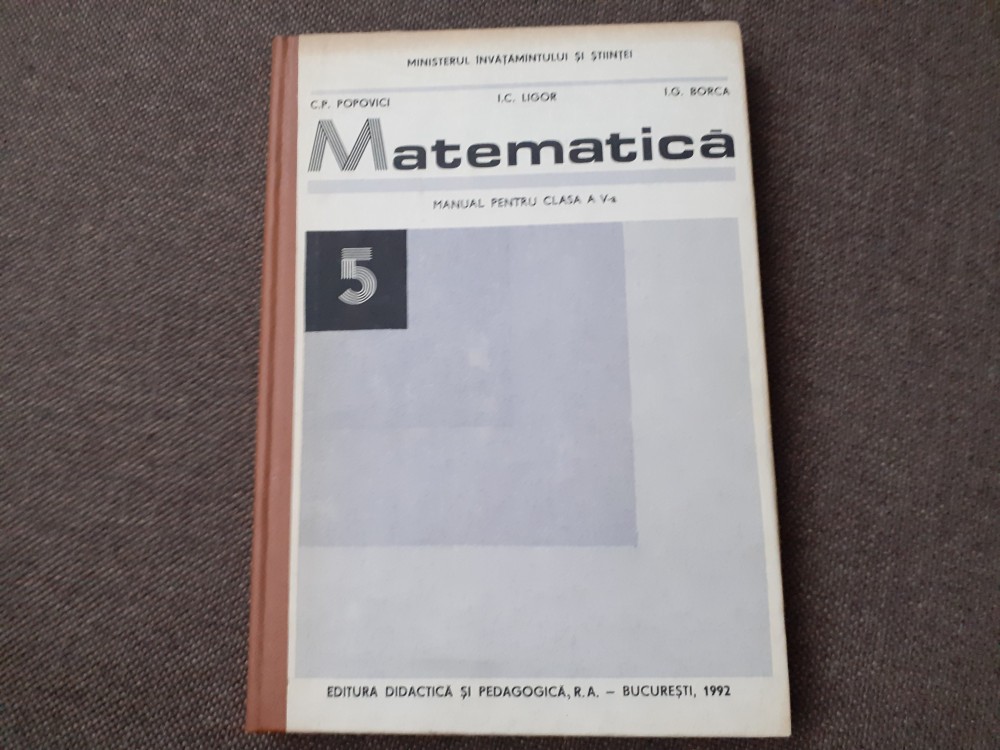 MINISTERUL ÎNVĂȚĂMÎNTULUI ȘI ȘTIINȚEI
C.P. POPOVICI I.C. LIGOR I.G. BORCA
Matematică
MANUAL PENTRU CLASA A V-a
5
EDITURA DIDACTICĂ ȘI PEDAGOGICĂ, R.A. – BUCUREȘTI, 1992